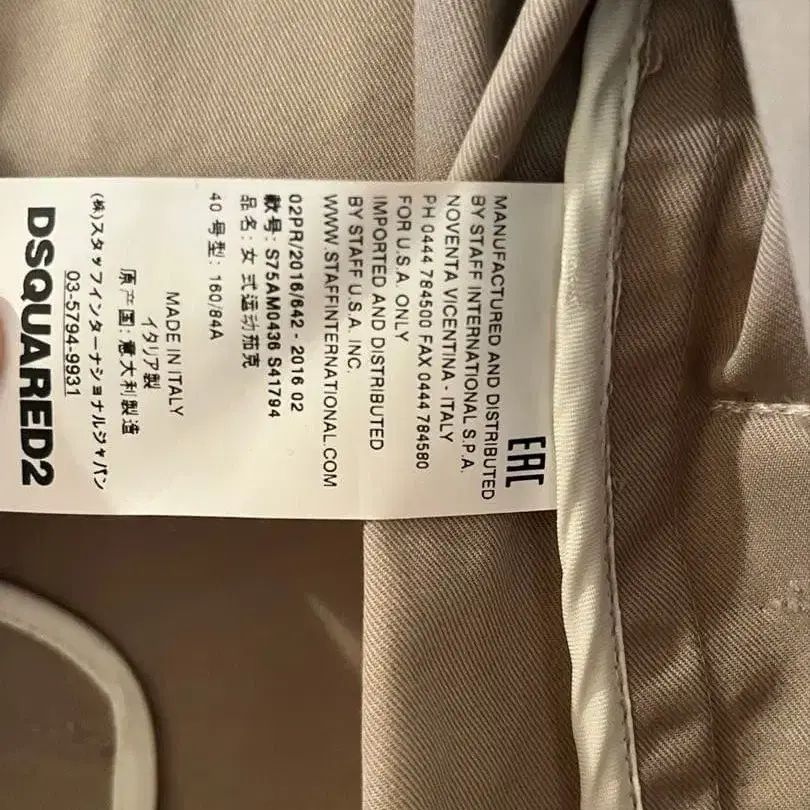 EAC
MANUFACTURED AND DISTRIBUTED
BY STAFF INTERNATIONAL S.P.A.
NOVENTA VICENTINA - ITALY
PH 0444 784500 FAX 0444 784580
FOR U.S.A. ONLY
IMPORTED AND DISTRIBUTED
BY STAFF U.S.A. INC.
WWW.STAFFINTERNATIONAL.COM
02PR/2016/642 - 2016 02
款号: S75AM0436 S41794
品名: 女式运动茄克
40 号型: 160/84A
MADE IN ITALY
イタリア製
原产国: 意大利製造
(株)スタッフインターナショナルジャパン
03-5794-9931
DSQUARED2